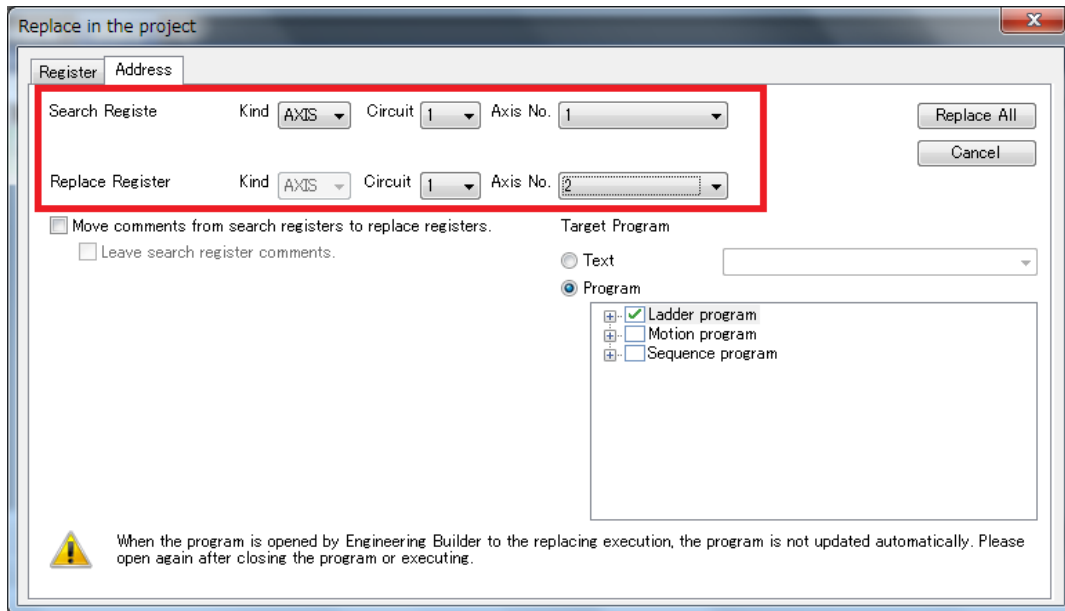 Replace in the project
Register Address
Search Registe Kind AXIS Circuit 1 Axis No. 1
Replace All
Cancel
Replace Register Kind AXIS Circuit 1 Axis No. 2
Move comments from search registers to replace registers.
Leave search register comments.
Target Program
Text
Program
Ladder program
Motion program
Sequence program
When the program is opened by Engineering Builder to the replacing execution, the program is not updated automatically. Please
open again after closing the program or executing.